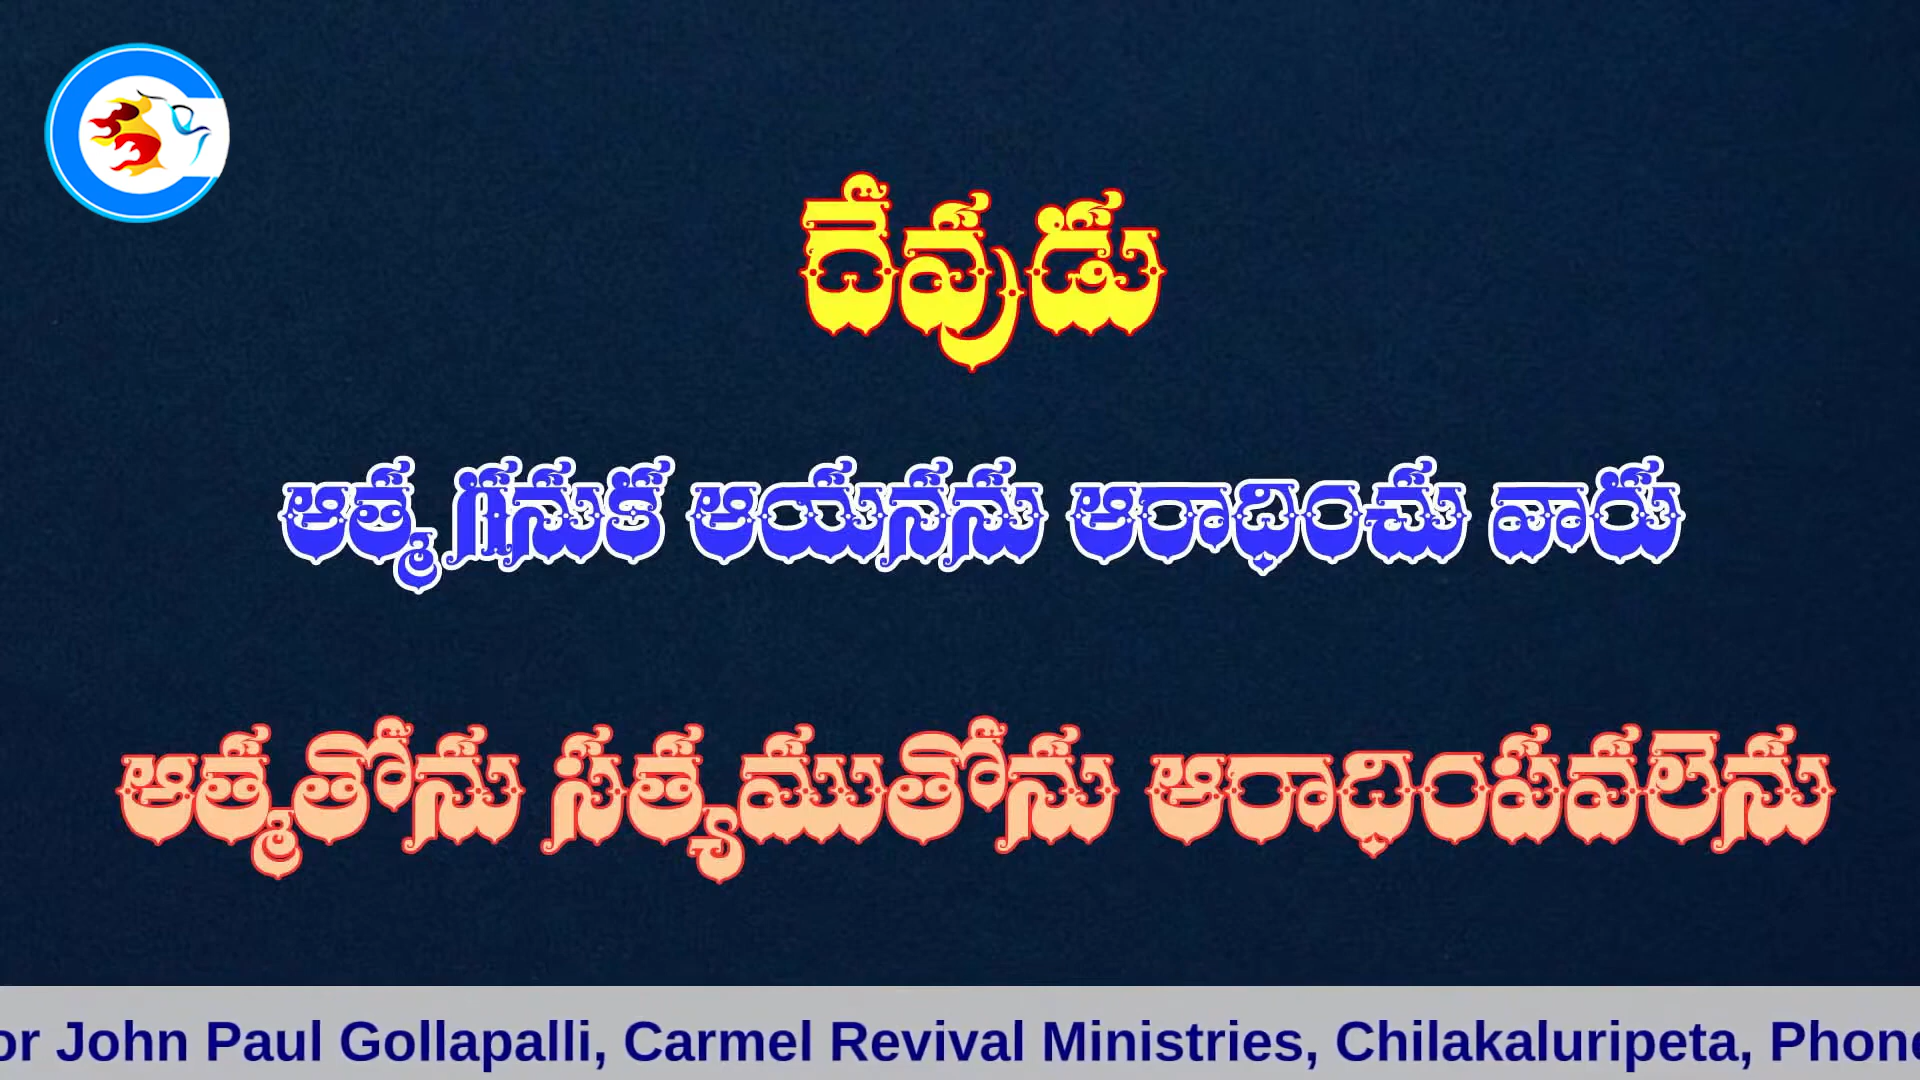 దేవుడు
ఆత్మ గనుక ఆయనను ఆరాధించు వారు
ఆత్మతోను సత్యముతోను ఆరాధింపవలెను
or John Paul Gollapalli, Carmel Revival Ministries, Chilakaluripeta, Phone